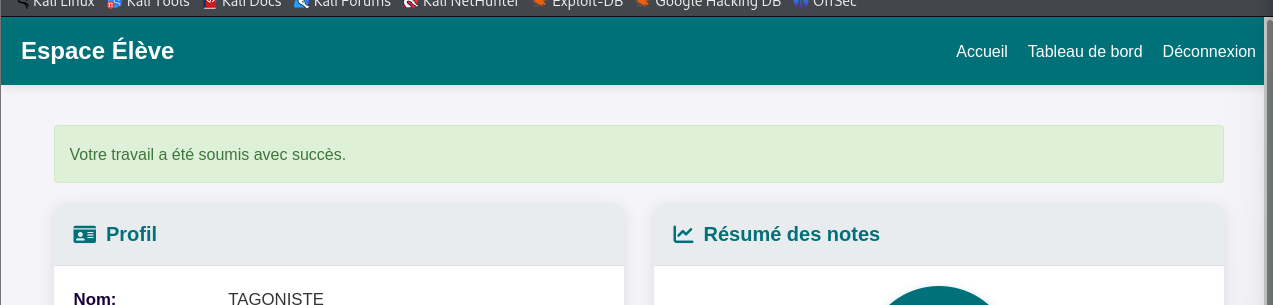 Kali Linux Kali Tools Kali Docs Kali Forums Kali NetHunter Exploit-DB Google Hacking DB OffSec
Espace Élève Accueil Tableau de bord Déconnexion
Votre travail a été soumis avec succès.
Profil
Résumé des notes
Nom: TAGONISTE